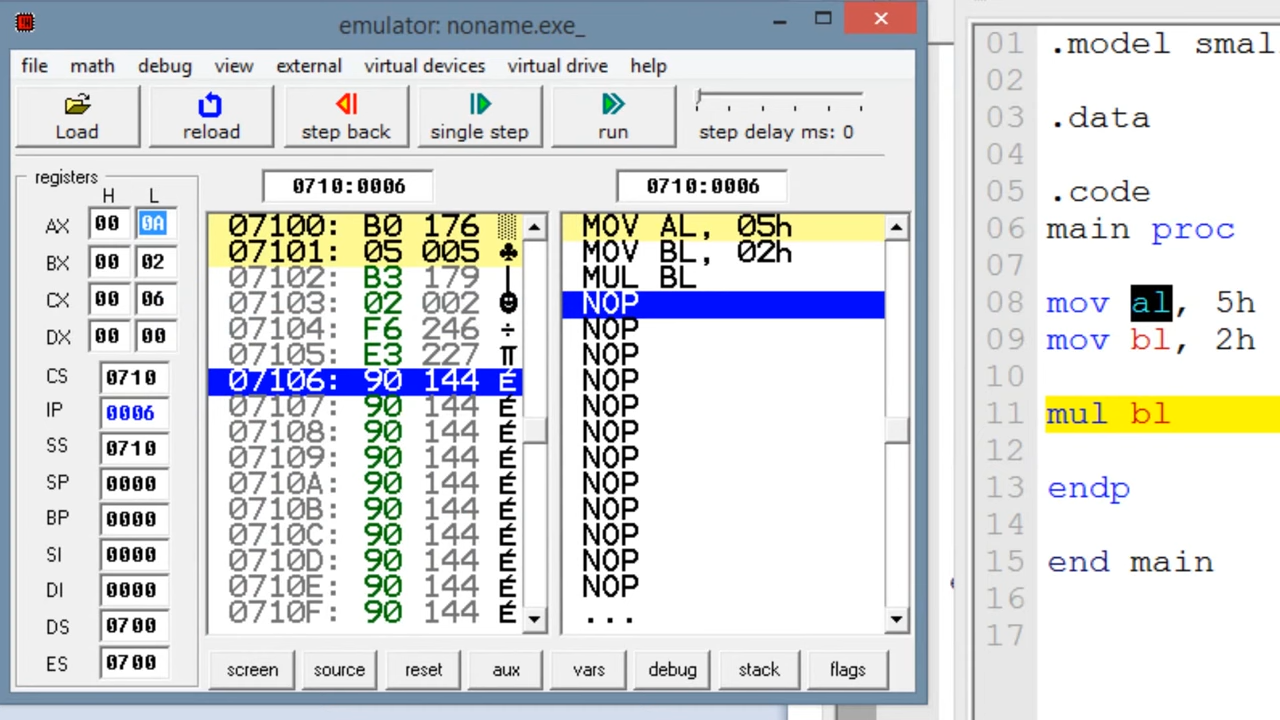 emulator: noname.exe_
file math debug view external virtual devices virtual drive help
Load reload step back single step run step delay ms: 0
registers
H L
0710:0006 0710:0006
AX 00 0A
BX 00 02
CX 00 06
DX 00 00
CS 0710
IP 0006
SS 0710
SP 0000
BP 0000
SI 0000
DI 0000
DS 0700
ES 0700
07100: B0 176 ▒
07101: 05 005 ♣
07102: B3 179 │
07103: 02 002 ☻
07104: F6 246 ÷
07105: E3 227 π
07106: 90 144 É
07107: 90 144 É
07108: 90 144 É
07109: 90 144 É
0710A: 90 144 É
0710B: 90 144 É
0710C: 90 144 É
0710D: 90 144 É
0710E: 90 144 É
0710F: 90 144 É
MOV AL, 05h
MOV BL, 02h
MUL BL
NOP
NOP
NOP
NOP
NOP
NOP
NOP
NOP
NOP
NOP
NOP
NOP
...
screen source reset aux vars debug stack flags
01 .model smal
02
03 .data
04
05 .code
06 main proc
07
08 mov al, 5h
09 mov bl, 2h
10
11 mul bl
12
13 endp
14
15 end main
16
17